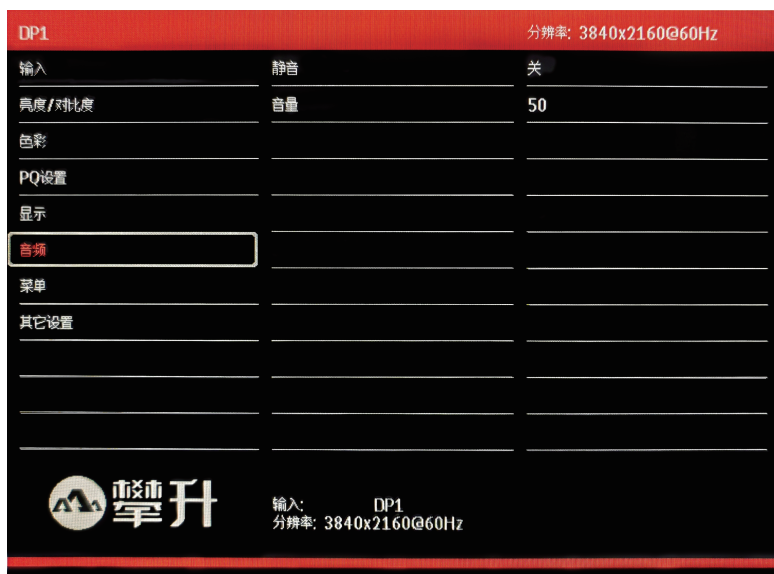 DP1 分辨率: 3840x2160@60Hz
输入 静音 关
亮度/对比度 音量 50
色彩
PQ设置
显示
音频
菜单
其它设置
攀升
输入: DP1
分辨率: 3840x2160@60Hz